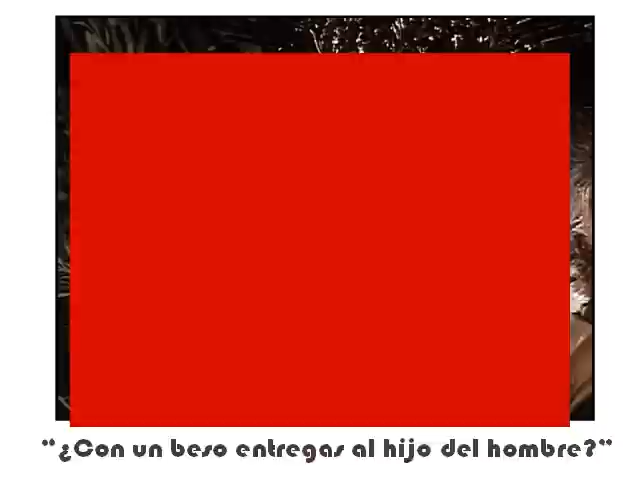 “¿Con un beso entregas al hijo del hombre?”